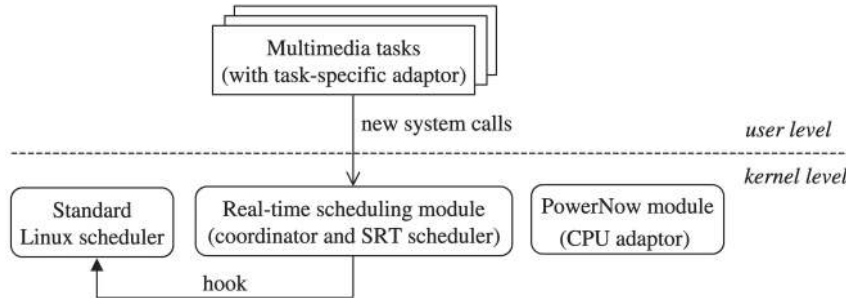 Multimedia tasks
(with task-specific adaptor)
new system calls
user level
kernel level
Standard
Linux scheduler
Real-time scheduling module
(coordinator and SRT scheduler)
PowerNow module
(CPU adaptor)
hook